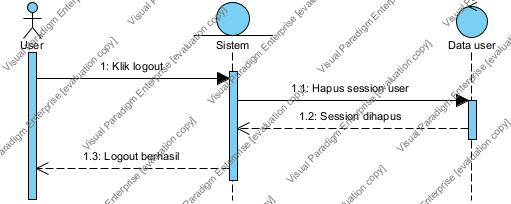 User
Sistem
Data user
1: Klik logout
1.1: Hapus session user
1.2: Session dihapus
1.3: Logout berhasil
Visual Paradigm Enterprise [evaluation copy]